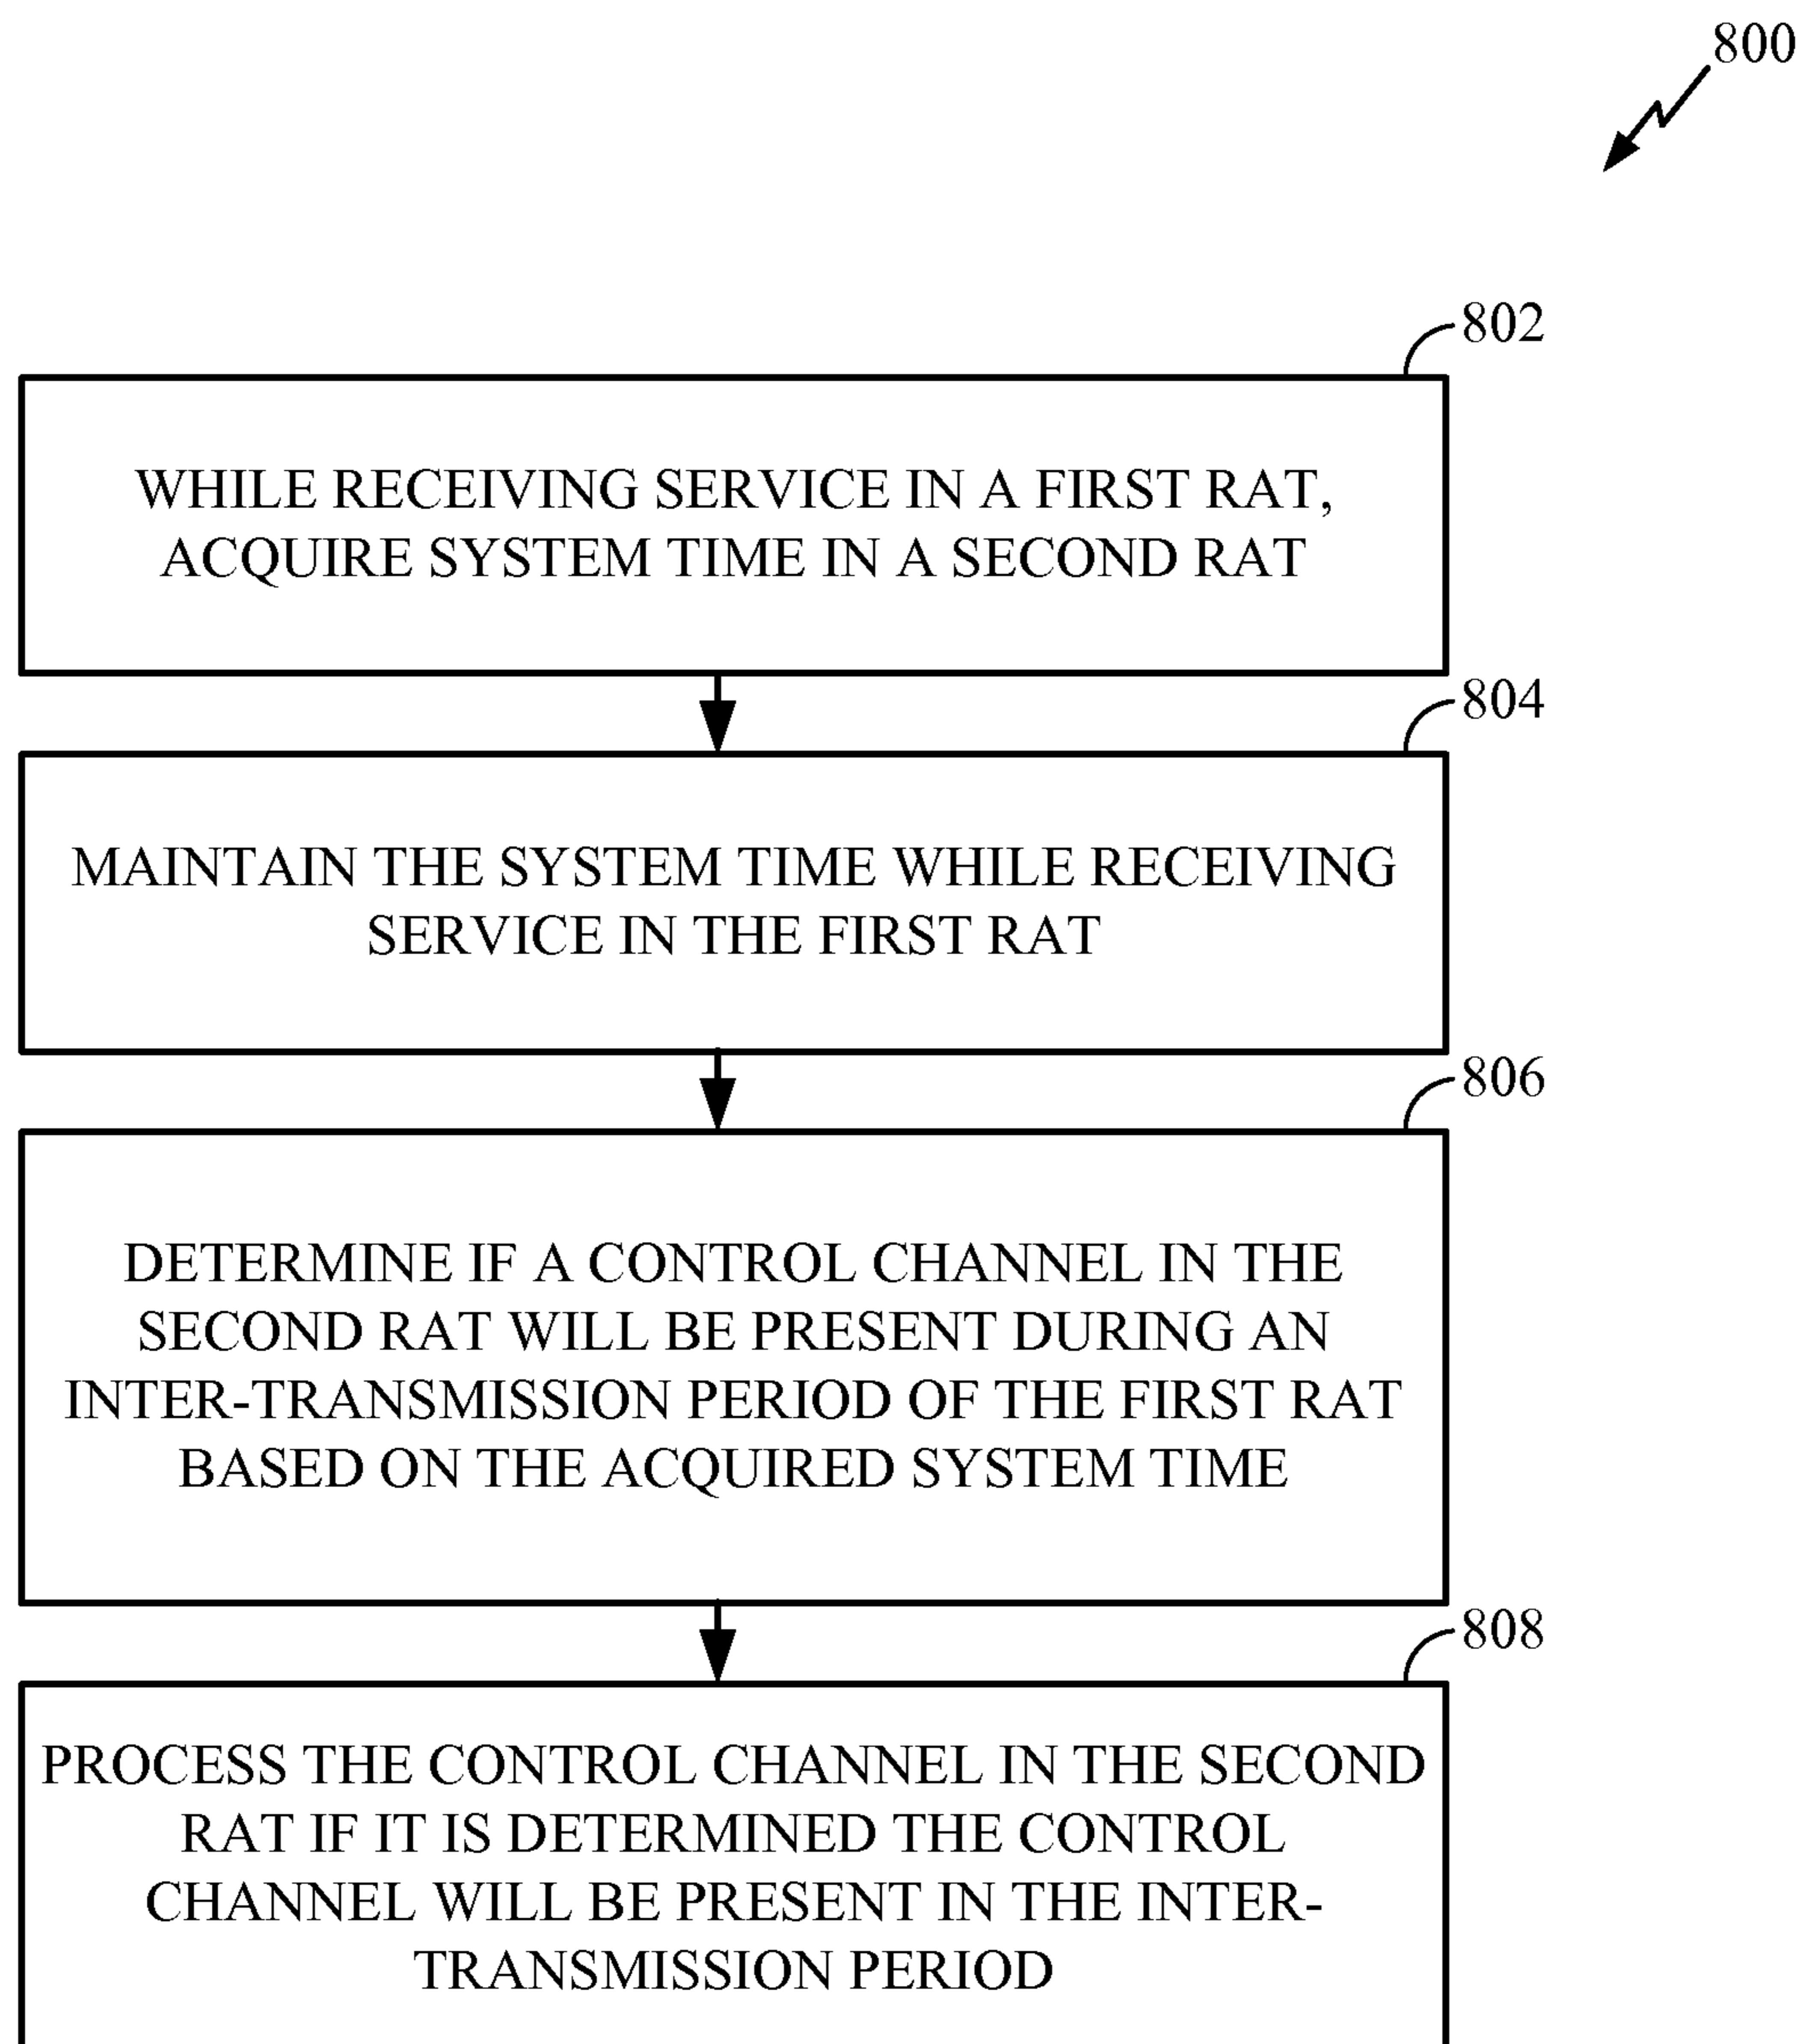 800
802
WHILE RECEIVING SERVICE IN A FIRST RAT,
ACQUIRE SYSTEM TIME IN A SECOND RAT
804
MAINTAIN THE SYSTEM TIME WHILE RECEIVING
SERVICE IN THE FIRST RAT
806
DETERMINE IF A CONTROL CHANNEL IN THE
SECOND RAT WILL BE PRESENT DURING AN
INTER-TRANSMISSION PERIOD OF THE FIRST RAT
BASED ON THE ACQUIRED SYSTEM TIME
808
PROCESS THE CONTROL CHANNEL IN THE SECOND
RAT IF IT IS DETERMINED THE CONTROL
CHANNEL WILL BE PRESENT IN THE INTER-
TRANSMISSION PERIOD